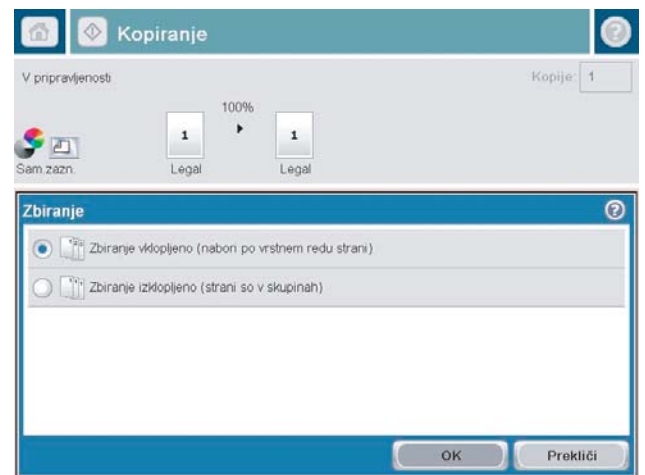 Kopiranje
V pripravljenosti
Kopije: 1
100%
1 1
Sam.zazn. Legal Legal
Zbiranje
Zbiranje vklopljeno (nabori po vrstnem redu strani)
Zbiranje izklopljeno (strani so v skupinah)
OK Prekliči